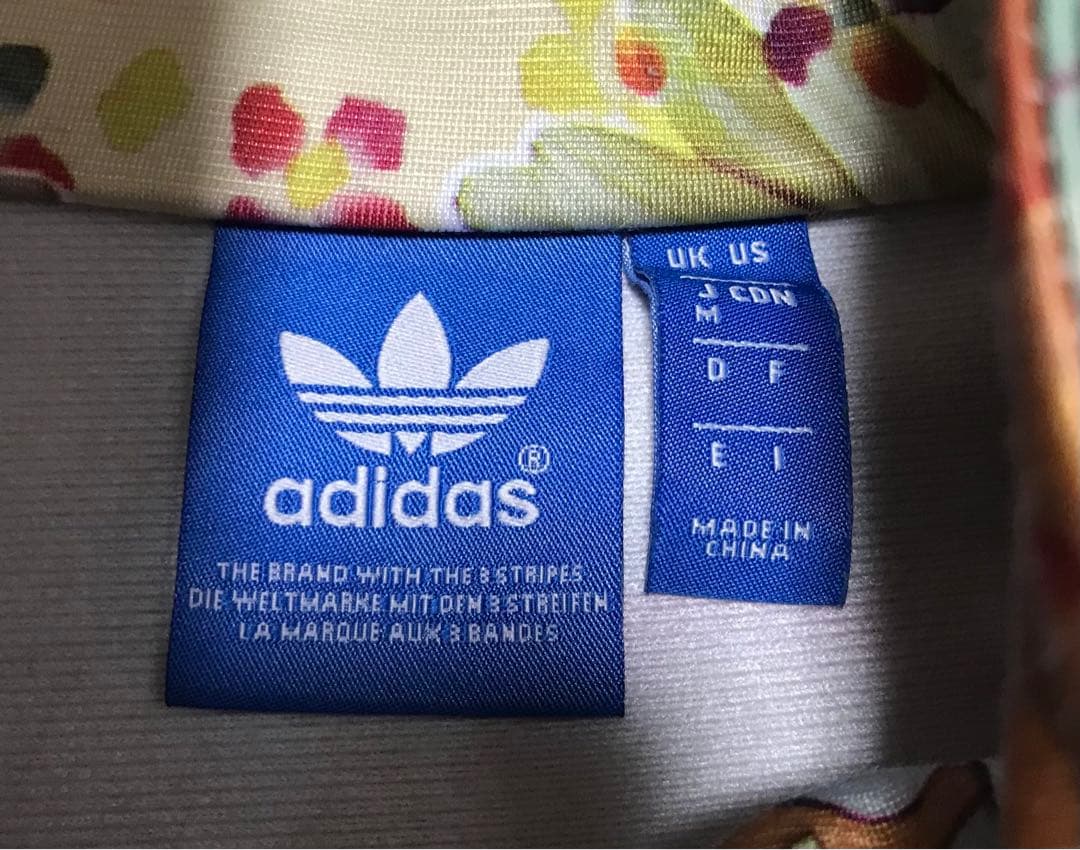 adidas®
THE BRAND WITH THE 3 STRIPES
DIE WELTMARKE MIT DEN 3 STREIFEN
LA MARQUE AUX 3 BANDES
UK US
J CDN
M
D F
E I
MADE IN
CHINA